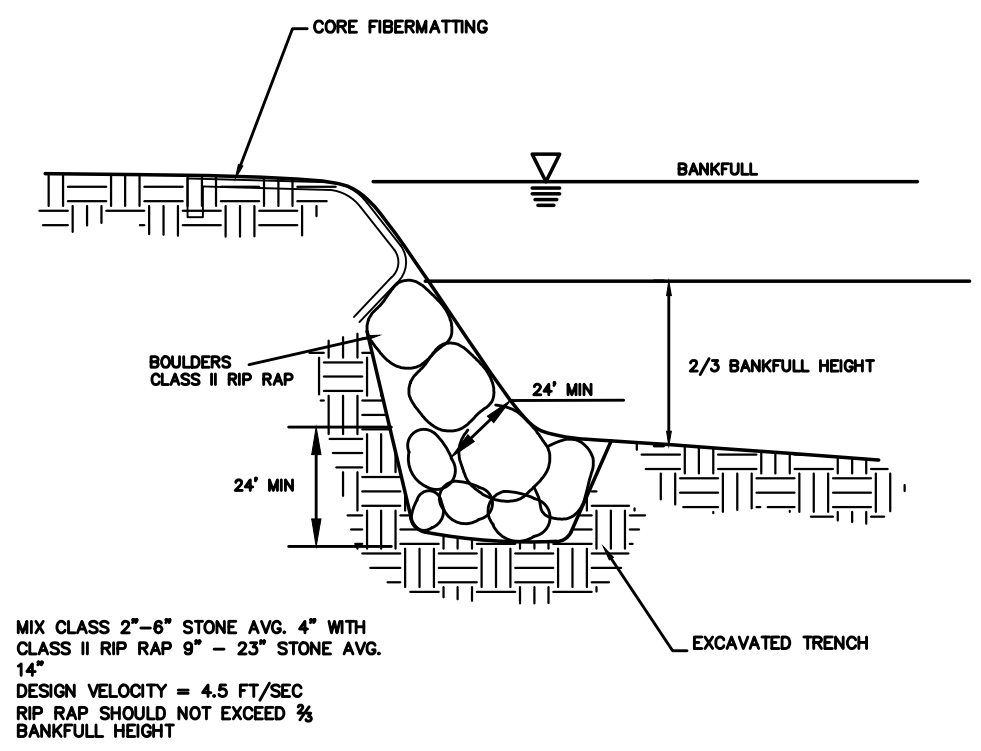 CORE FIBERMATTING
BANKFULL
2/3 BANKFULL HEIGHT
BOULDERS
CLASS II RIP RAP
24' MIN
24' MIN
EXCAVATED TRENCH
MIX CLASS 2"-6" STONE AVG. 4" WITH
CLASS II RIP RAP 9" - 23" STONE AVG.
14"
DESIGN VELOCITY = 4.5 FT/SEC
RIP RAP SHOULD NOT EXCEED ⅔
BANKFULL HEIGHT